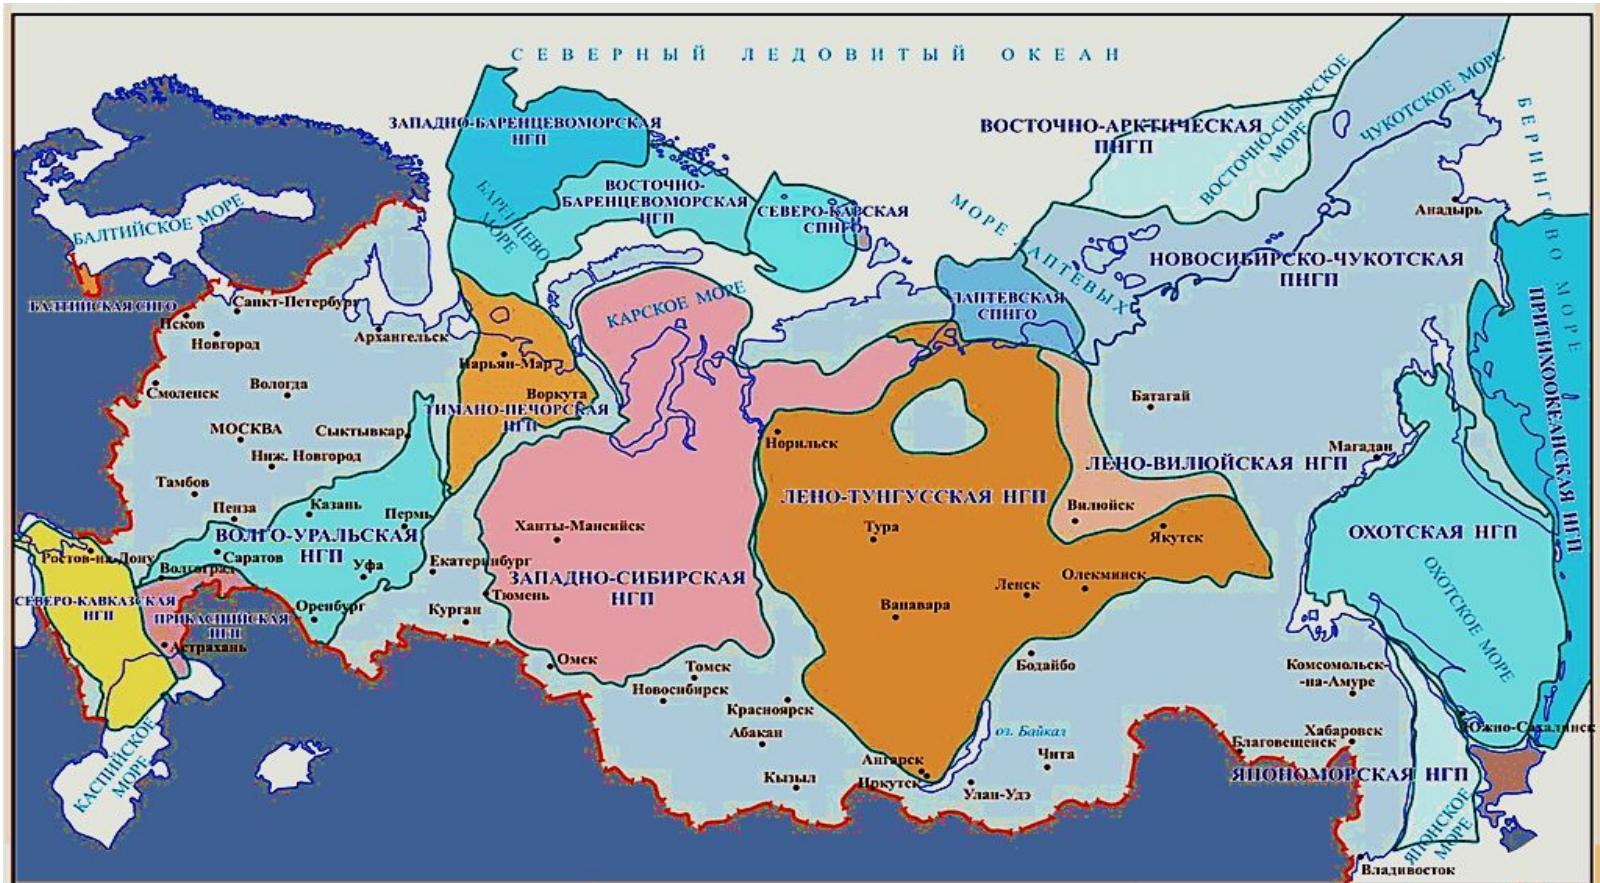 СЕВЕРНЫЙ ЛЕДОВИТЫЙ ОКЕАН
ЗАПАДНО-БАРЕНЦЕВОМОРСКАЯ
НГП
ВОСТОЧНО-
БАРЕНЦЕВОМОРСКАЯ
НГП
БАРЕНЦЕВО
МОРЕ
СЕВЕРО-КАРСКАЯ
СПНГО
ВОСТОЧНО-АРКТИЧЕСКАЯ
ПНГП
ВОСТОЧНО-СИБИРСКОЕ
МОРЕ
ЧУКОТСКОЕ МОРЕ
БЕРИНГОВО МОРЕ
Анадырь
МОРЕ ЛАПТЕВЫХ
НОВОСИБИРСКО-ЧУКОТСКАЯ
ПНГП
ЛАПТЕВСКАЯ
СПНГО
БАЛТИЙСКОЕ МОРЕ
БАЛТИЙСКАЯ СНГО
КАРСКОЕ МОРЕ
ПРИТИХООКЕАНСКАЯ НГП
Санкт-Петербург
Псков
Новгород
Архангельск
Нарьян-Мар
Воркута
ТИМАНО-ПЕЧОРСКАЯ
НГП
Смоленск
Вологда
МОСКВА
Сыктывкар
Ниж. Новгород
Тамбов
Пенза
Казань
Пермь
ВОЛГО-УРАЛЬСКАЯ
НГП
Саратов
Уфа
Оренбург
Ростов-на-Дону
Волгоград
СЕВЕРО-КАВКАЗСКАЯ
НГП
ПРИКАСПИЙСКАЯ
НГП
Астрахань
КАСПИЙСКОЕ
МОРЕ
Екатеринбург
Тюмень
Курган
Ханты-Мансийск
ЗАПАДНО-СИБИРСКАЯ
НГП
Омск
Томск
Новосибирск
Красноярск
Абакан
Кызыл
Норильск
ЛЕНО-ТУНГУССКАЯ НГП
Тура
Ванавара
Ленск
Олекминск
Якутск
Вилюйск
ЛЕНО-ВИЛЮЙСКАЯ НГП
Батагай
Магадан
Бодайбо
Ангарск
Иркутск
оз. Байкал
Улан-Удэ
Чита
ОХОТСКАЯ НГП
ОХОТСКОЕ МОРЕ
Комсомольск-
-на-Амуре
Хабаровск
Благовещенск
Южно-Сахалинск
ЯПОНОМОРСКАЯ НГП
ЯПОНСКОЕ
МОРЕ
Владивосток